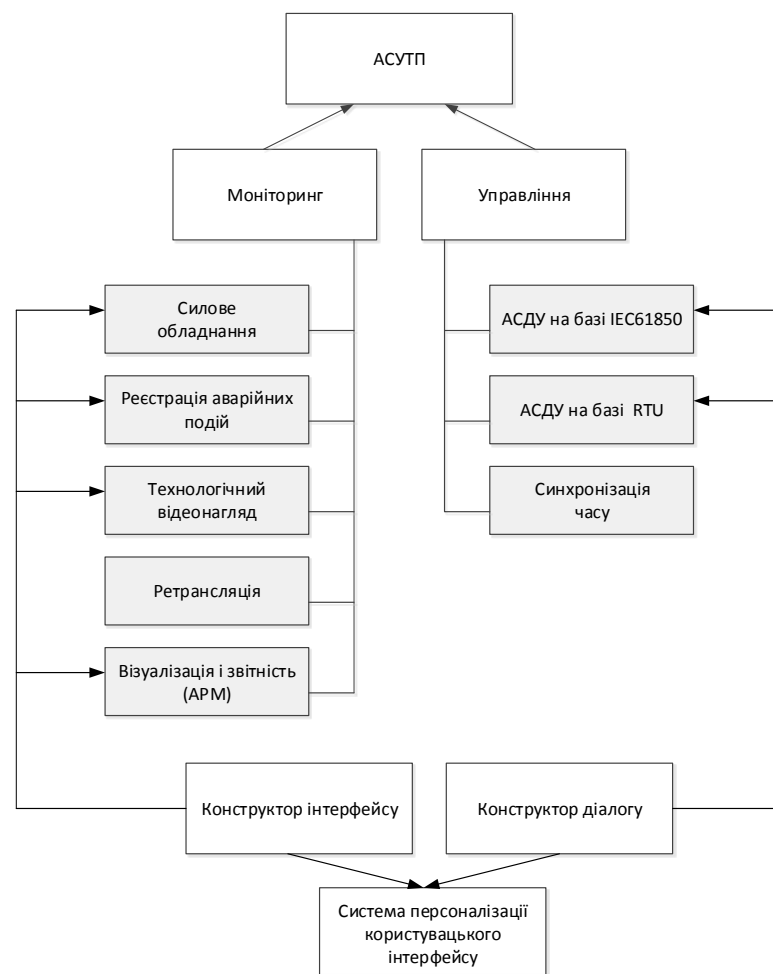 АСУТП
Моніторинг
Управління
Силове
обладнання
АСДУ на базі IEC61850
Реєстрація аварійних
подій
АСДУ на базі RTU
Технологічний
відеонагляд
Синхронізація
часу
Ретрансляція
Візуалізація і звітність
(АРМ)
Конструктор інтерфейсу
Конструктор діалогу
Система персоналізації
користувацького
інтерфейсу